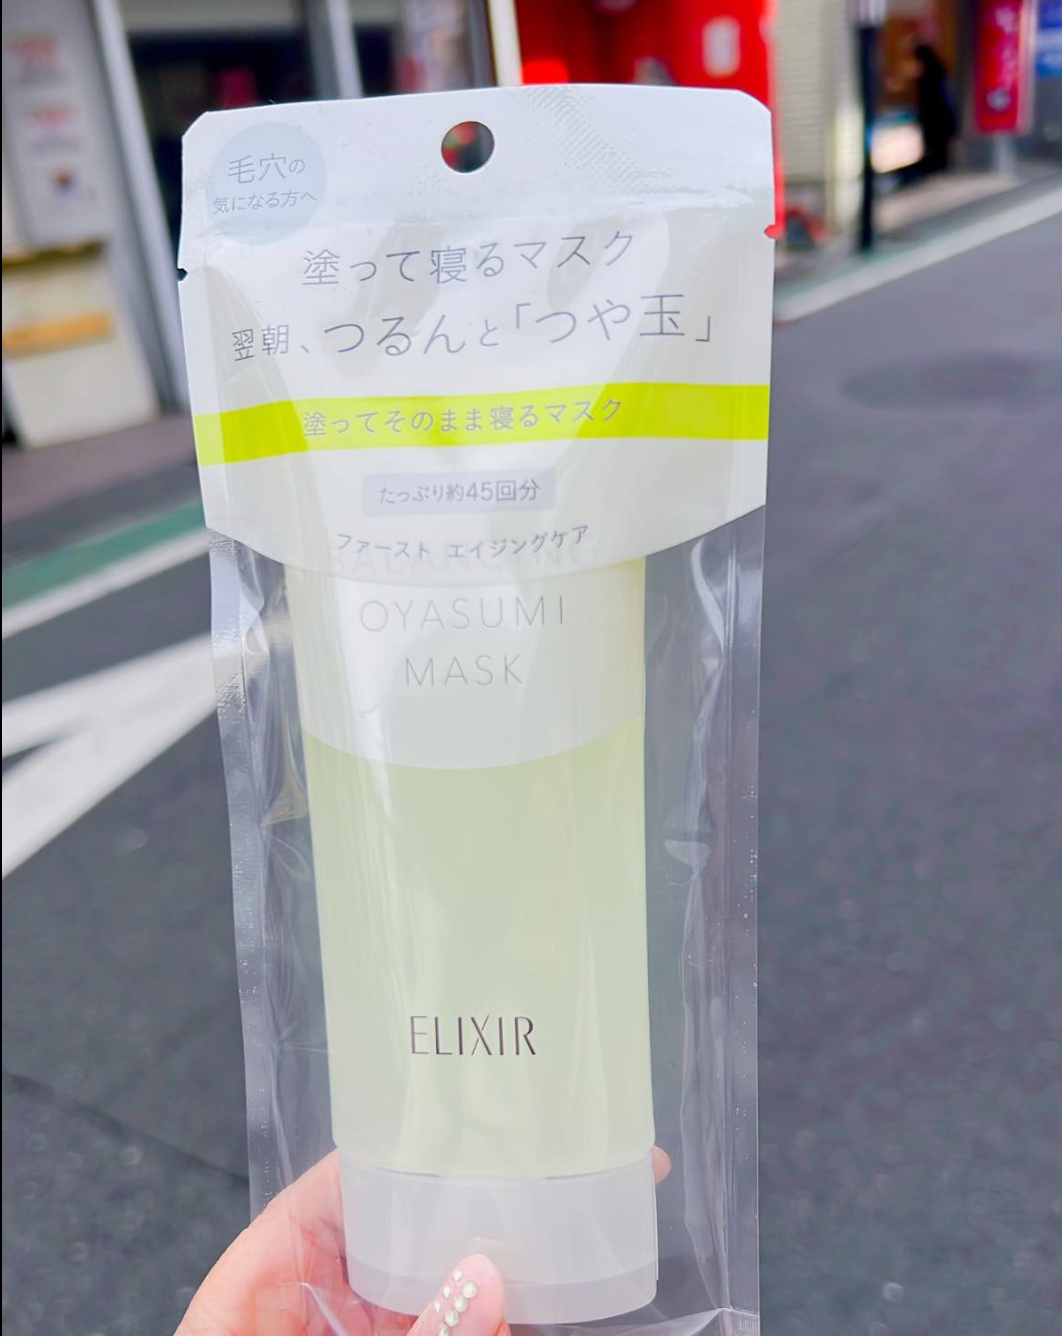 毛穴の
気になる方へ
塗って寝るマスク
翌朝、つるんと「つや玉」
塗ってそのまま寝るマスク
たっぷり約45回分
ファースト エイジングケア
BALANCING
OYASUMI
MASK
ELIXIR